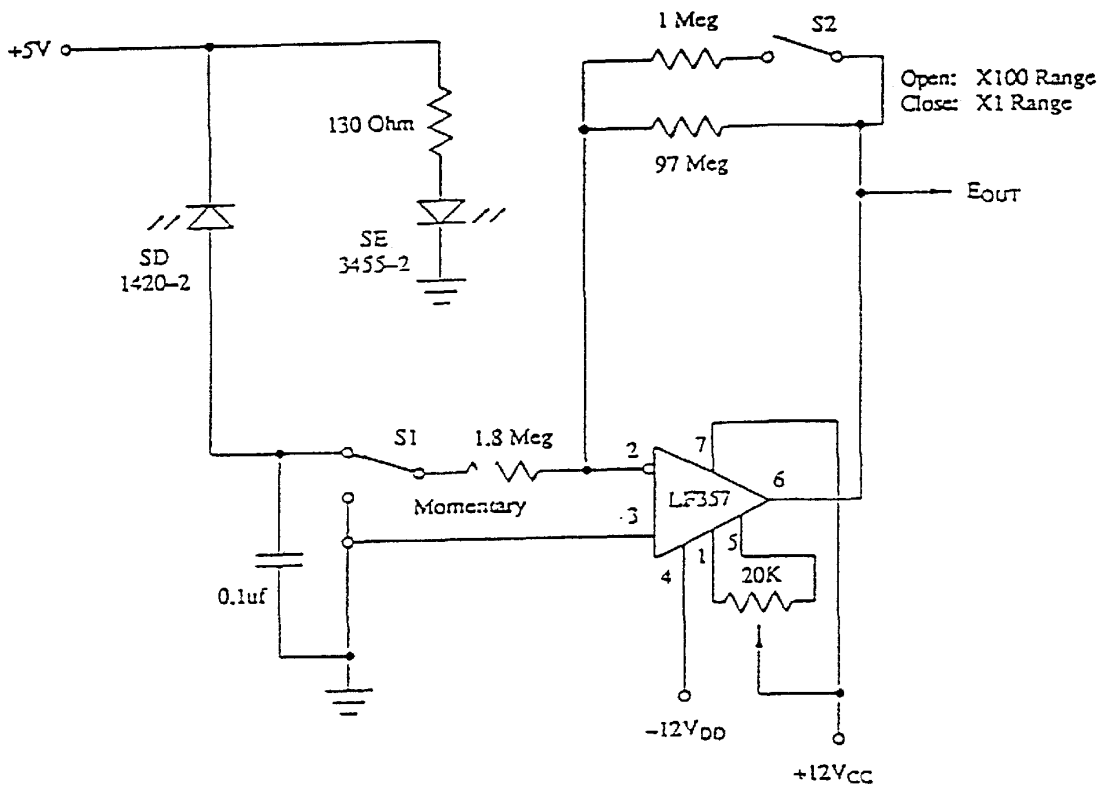 1 Meg
S2
+5V
Open: X100 Range
Close: X1 Range
130 Ohm
97 Meg
EOUT
SD
1420-2
SE
3455-2
S1
1.8 Meg
7
2
6
LF357
Momentary
3
1
5
4
20K
0.1uf
-12VDD
+12VCC